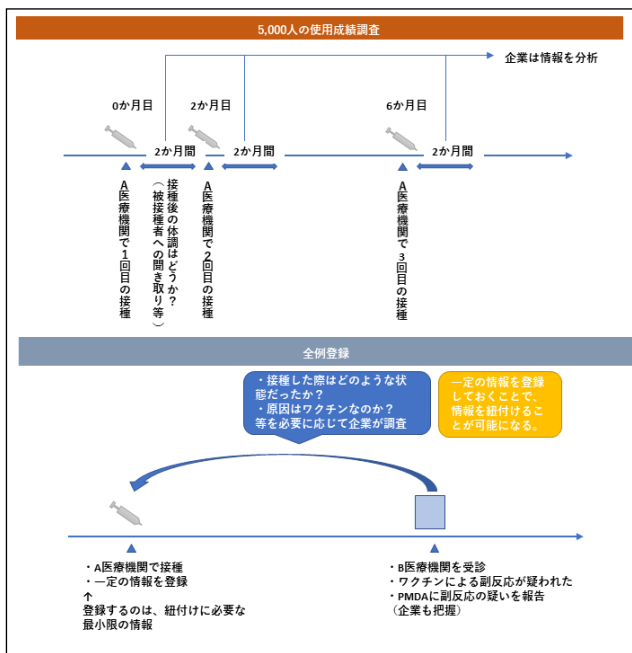 5,000人の使用成績調査
企業は情報を分析
0か月目
2か月目
6か月目
2か月間
2か月間
2か月間
A医療機関で1回目の接種
接種後の体調はどうか?
(被接種者への聞き取り等)
A医療機関で2回目の接種
A医療機関で3回目の接種
全例登録
・接種した際はどのような状
態だったか?
・原因はワクチンなのか?
等を必要に応じて企業が調査
一定の情報を登録
しておくことで、
情報を紐付けるこ
とが可能になる。
・A医療機関で接種
・一定の情報を登録
↑
登録するのは、紐付けに必要な
最小限の情報
・B医療機関を受診
・ワクチンによる副反応が疑われた
・PMDAに副反応の疑いを報告
(企業も把握)